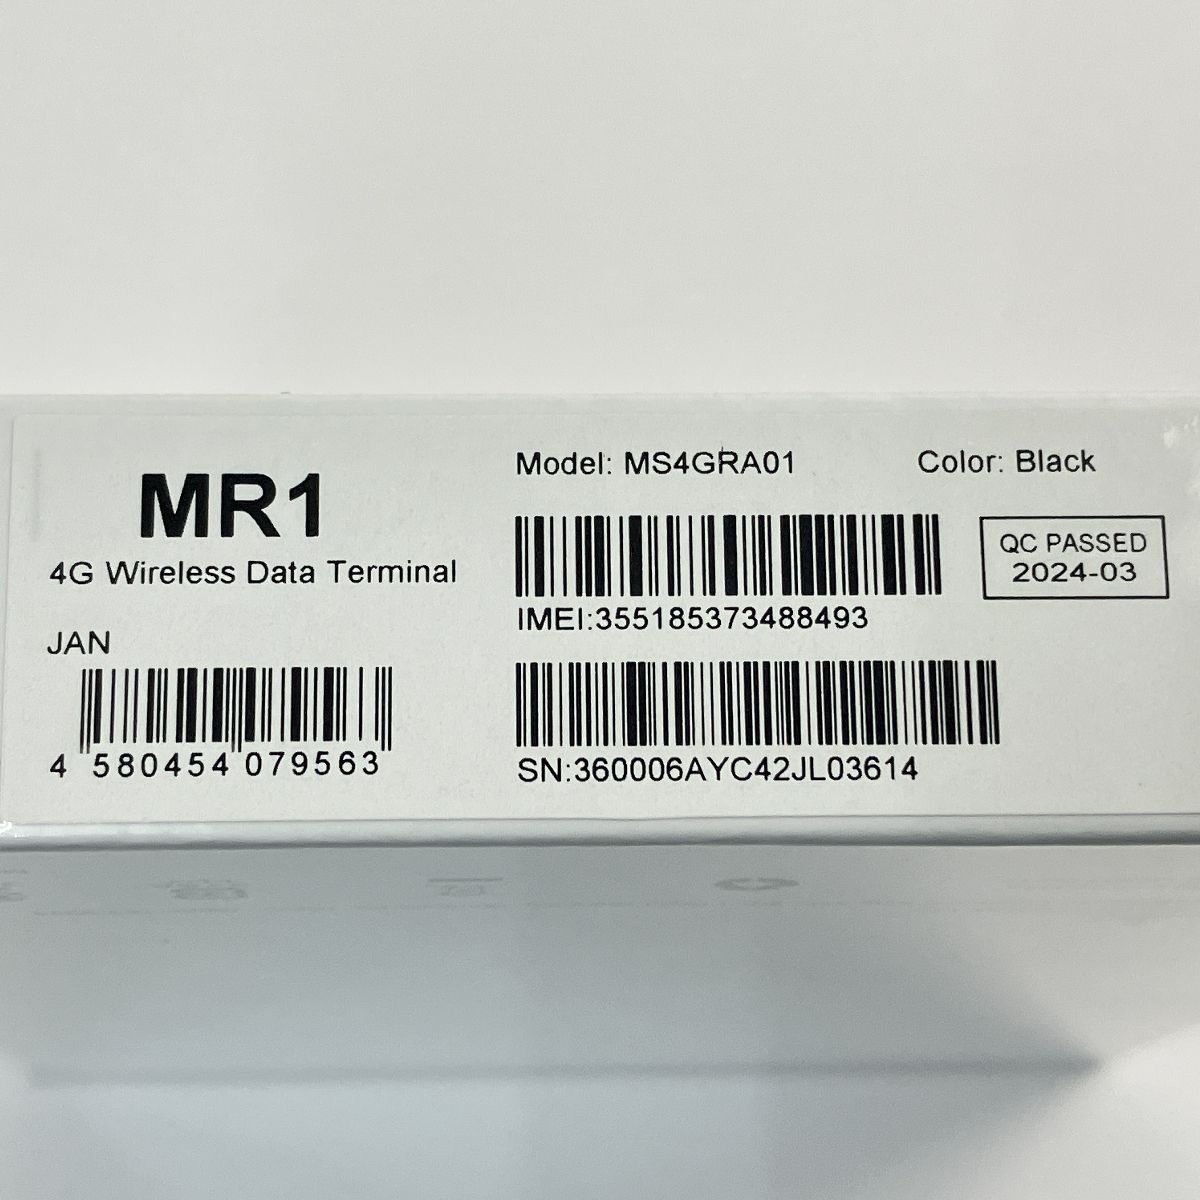 MR1
4G Wireless Data Terminal
JAN
4 580454 079563
Model: MS4GRA01
Color: Black
IMEI:355185373488493
QC PASSED
2024-03
SN:360006AYC42JL03614